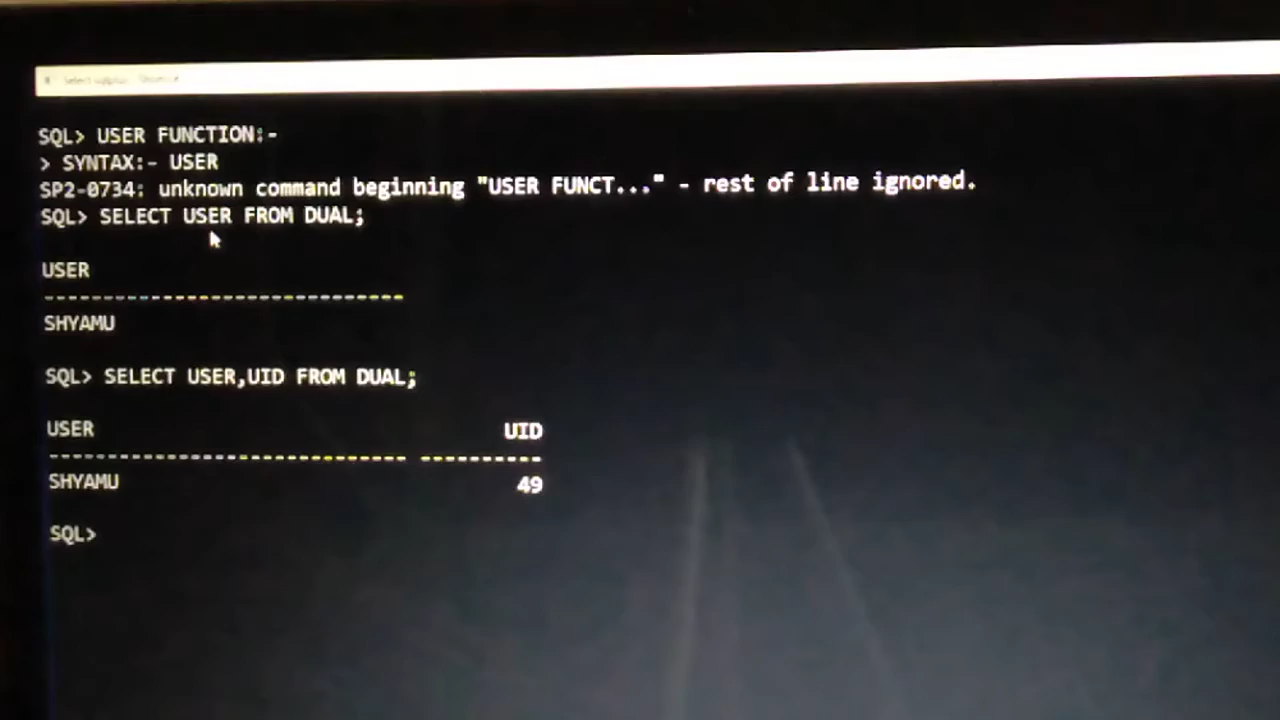 SQL> USER FUNCTION:-
> SYNTAX:- USER
SP2-0734: unknown command beginning "USER FUNCT..." - rest of line ignored.
SQL> SELECT USER FROM DUAL;
USER
------------------------------
SHYAMU
SQL> SELECT USER,UID FROM DUAL;
USER                                  UID
------------------------------ ----------
SHYAMU                                 49
SQL>